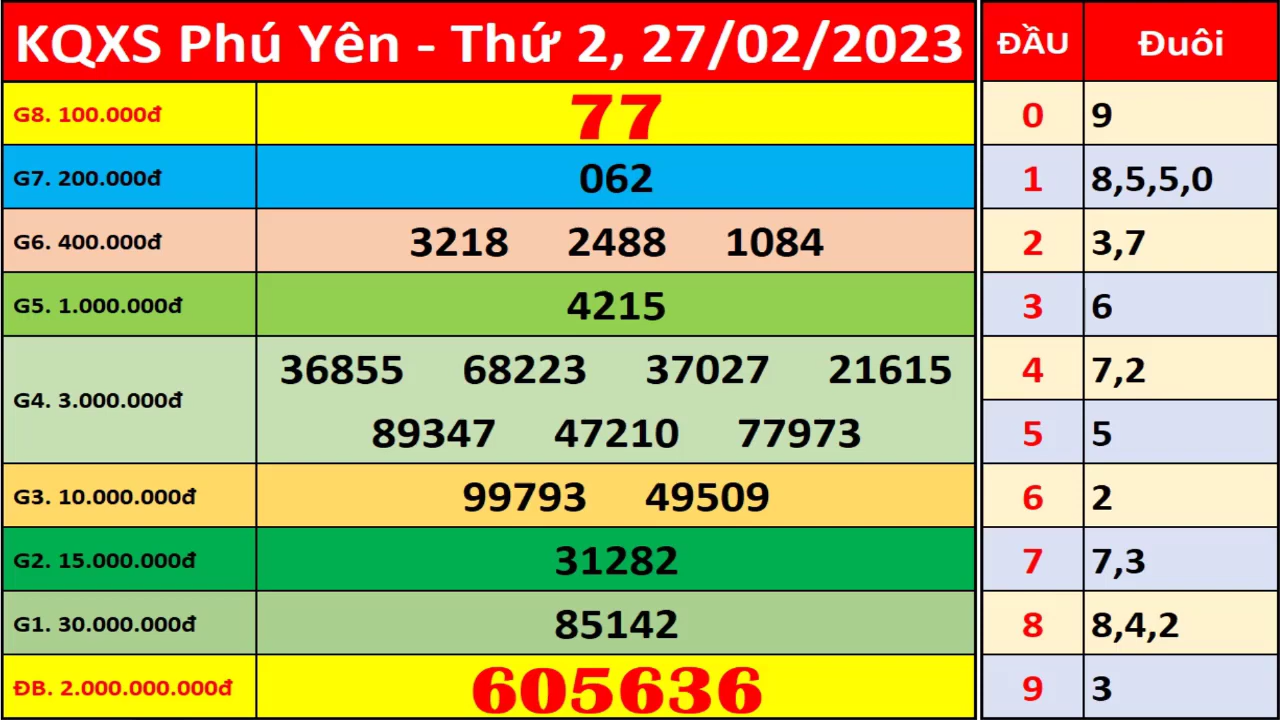 KQXS Phú Yên - Thứ 2, 27/02/2023 ĐẦU Đuôi
G8. 100.000đ 77 0 9
G7. 200.000đ 062 1 8,5,5,0
G6. 400.000đ 3218 2488 1084 2 3,7
G5. 1.000.000đ 4215 3 6
G4. 3.000.000đ 36855 68223 37027 21615 4 7,2
89347 47210 77973 5 5
G3. 10.000.000đ 99793 49509 6 2
G2. 15.000.000đ 31282 7 7,3
G1. 30.000.000đ 85142 8 8,4,2
ĐB. 2.000.000.000đ 605636 9 3